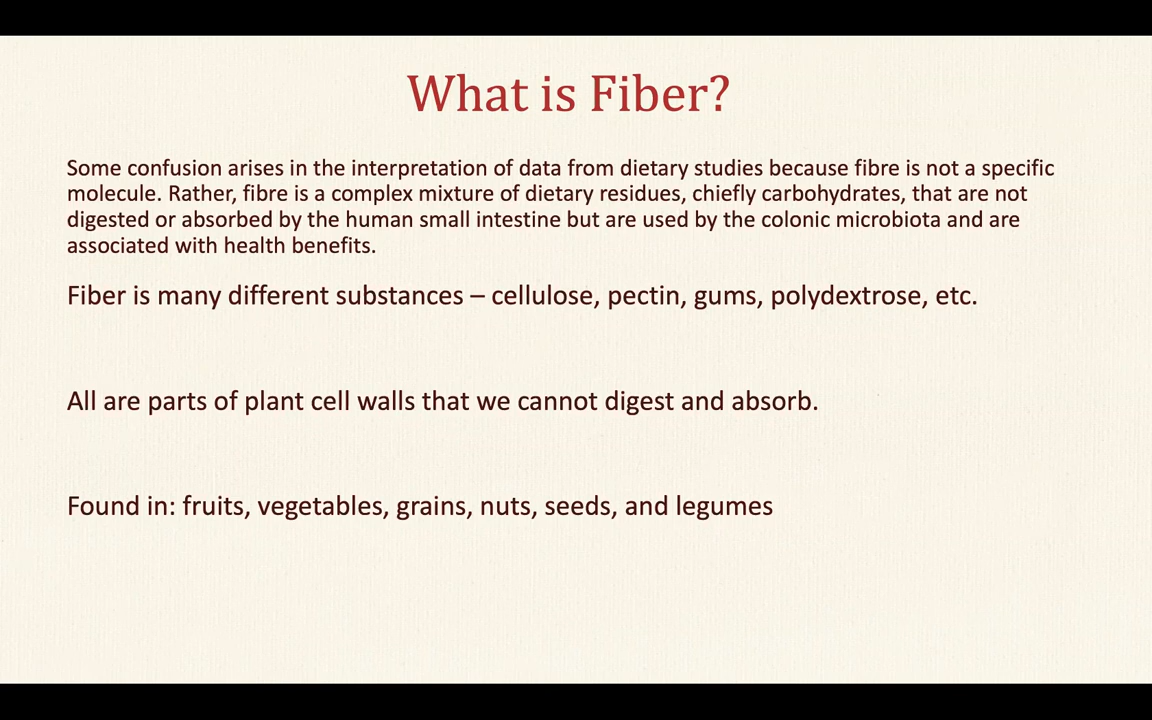 What is Fiber?
Some confusion arises in the interpretation of data from dietary studies because fibre is not a specific
molecule. Rather, fibre is a complex mixture of dietary residues, chiefly carbohydrates, that are not
digested or absorbed by the human small intestine but are used by the colonic microbiota and are
associated with health benefits.
Fiber is many different substances – cellulose, pectin, gums, polydextrose, etc.
All are parts of plant cell walls that we cannot digest and absorb.
Found in: fruits, vegetables, grains, nuts, seeds, and legumes